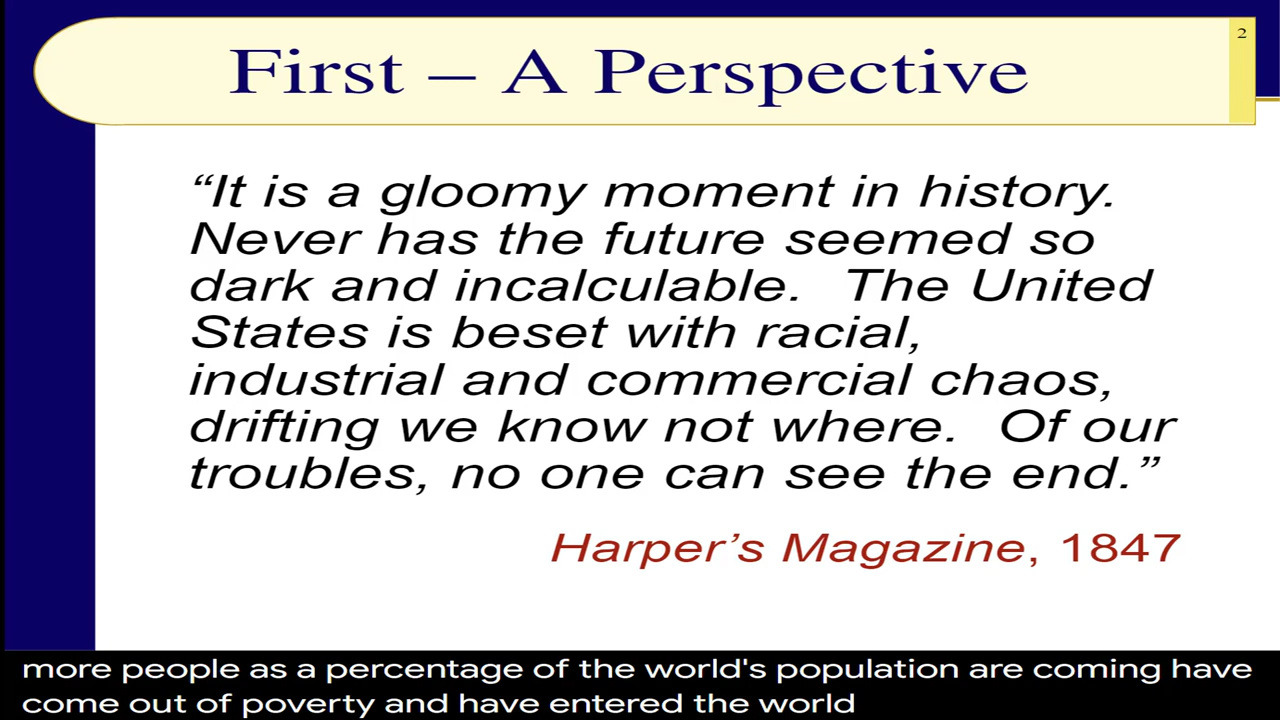 2
First – A Perspective
“It is a gloomy moment in history.
Never has the future seemed so
dark and incalculable.  The United
States is beset with racial,
industrial and commercial chaos,
drifting we know not where.  Of our
troubles, no one can see the end.”
Harper’s Magazine, 1847
more people as a percentage of the world's population are coming have
come out of poverty and have entered the world